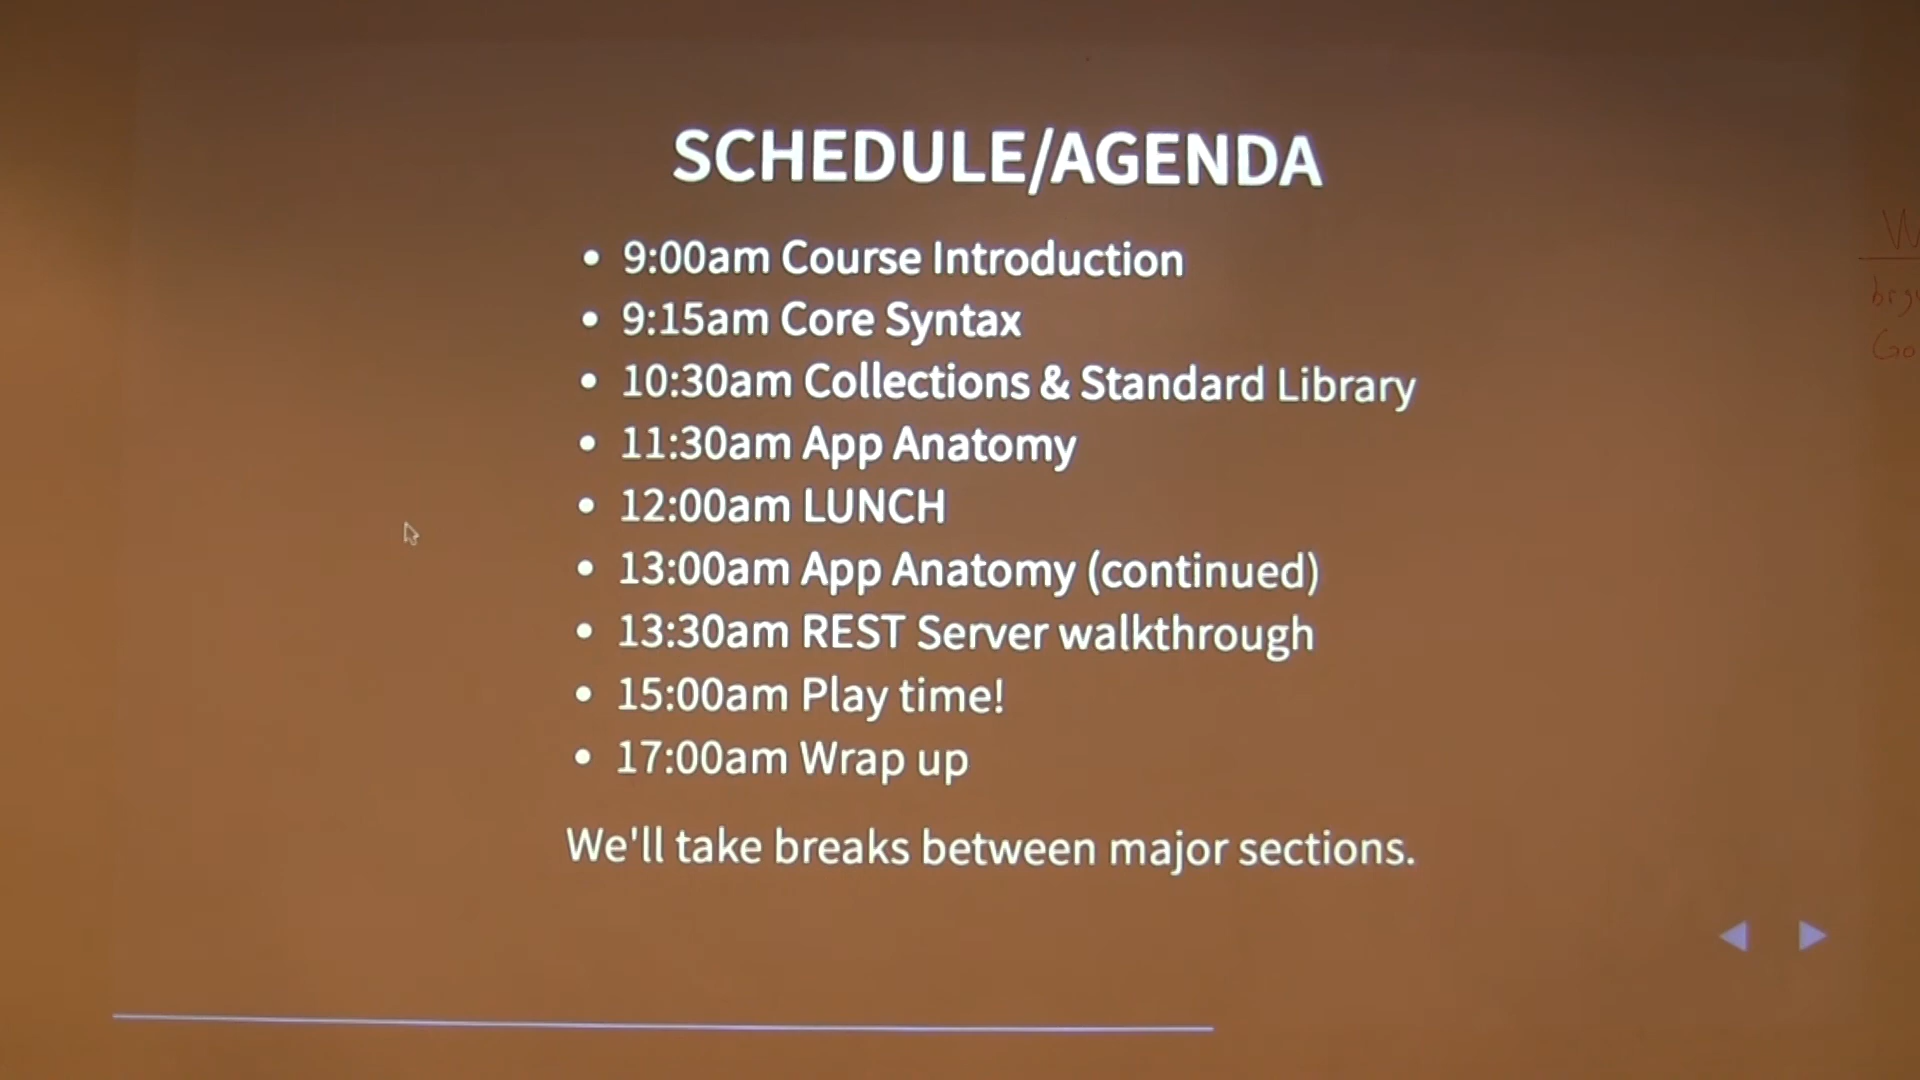 SCHEDULE/AGENDA
• 9:00am Course Introduction
• 9:15am Core Syntax
• 10:30am Collections & Standard Library
• 11:30am App Anatomy
• 12:00am LUNCH
• 13:00am App Anatomy (continued)
• 13:30am REST Server walkthrough
• 15:00am Play time!
• 17:00am Wrap up
We'll take breaks between major sections.